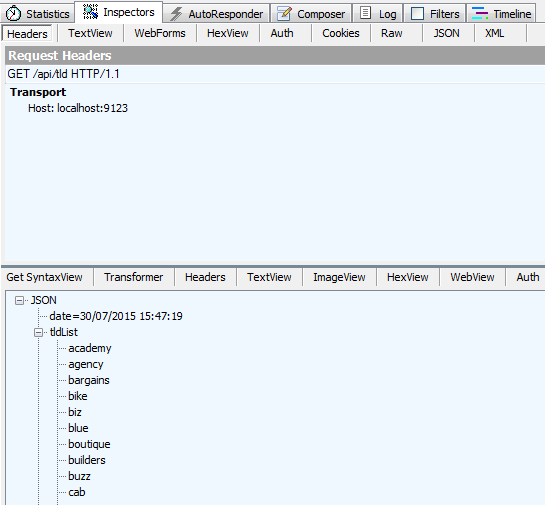 Statistics Inspectors AutoResponder Composer Log Filters Timeline
Headers TextView WebForms HexView Auth Cookies Raw JSON XML
Request Headers
GET /api/tld HTTP/1.1
Transport
Host: localhost:9123
Get SyntaxView Transformer Headers TextView ImageView HexView WebView Auth
JSON
date=30/07/2015 15:47:19
tldList
academy
agency
bargains
bike
biz
blue
boutique
builders
buzz
cab